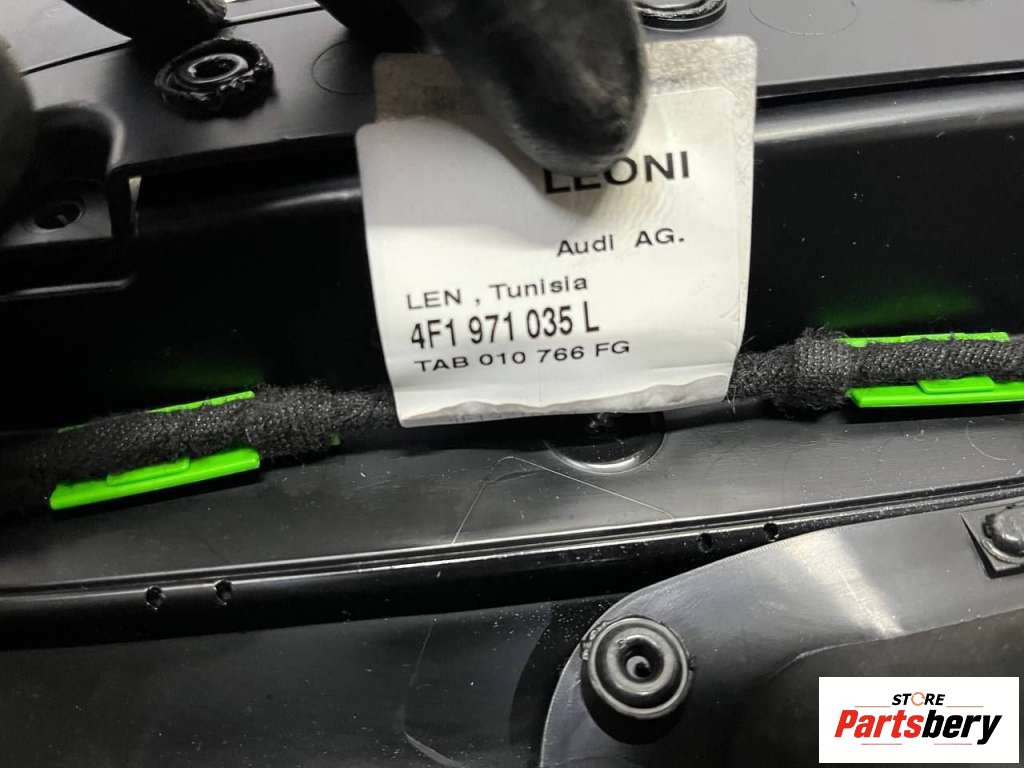 LEONI
Audi AG.
LEN , Tunisia
4F1 971 035 L
TAB 010 766 FG
STORE
Partsbery